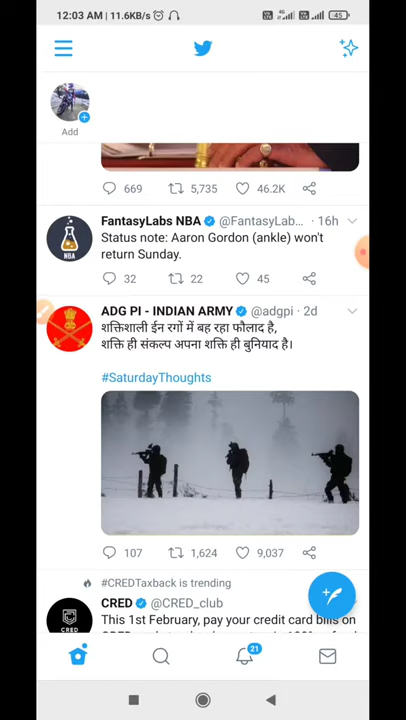 12:03 AM | 11.6KB/s
4G
45
Add
669 5,735 46.2K
FantasyLabs NBA @FantasyLab... · 16h
Status note: Aaron Gordon (ankle) won't
return Sunday.
NBA
32 22 45
ADG PI - INDIAN ARMY @adgpi · 2d
शक्तिशाली ईन रगों में बह रहा फौलाद है,
शक्ति ही संकल्प अपना शक्ति ही बुनियाद है।
#SaturdayThoughts
107 1,624 9,037
#CREDTaxback is trending
CRED @CRED_club
CRED
This 1st February, pay your credit card bills on
21